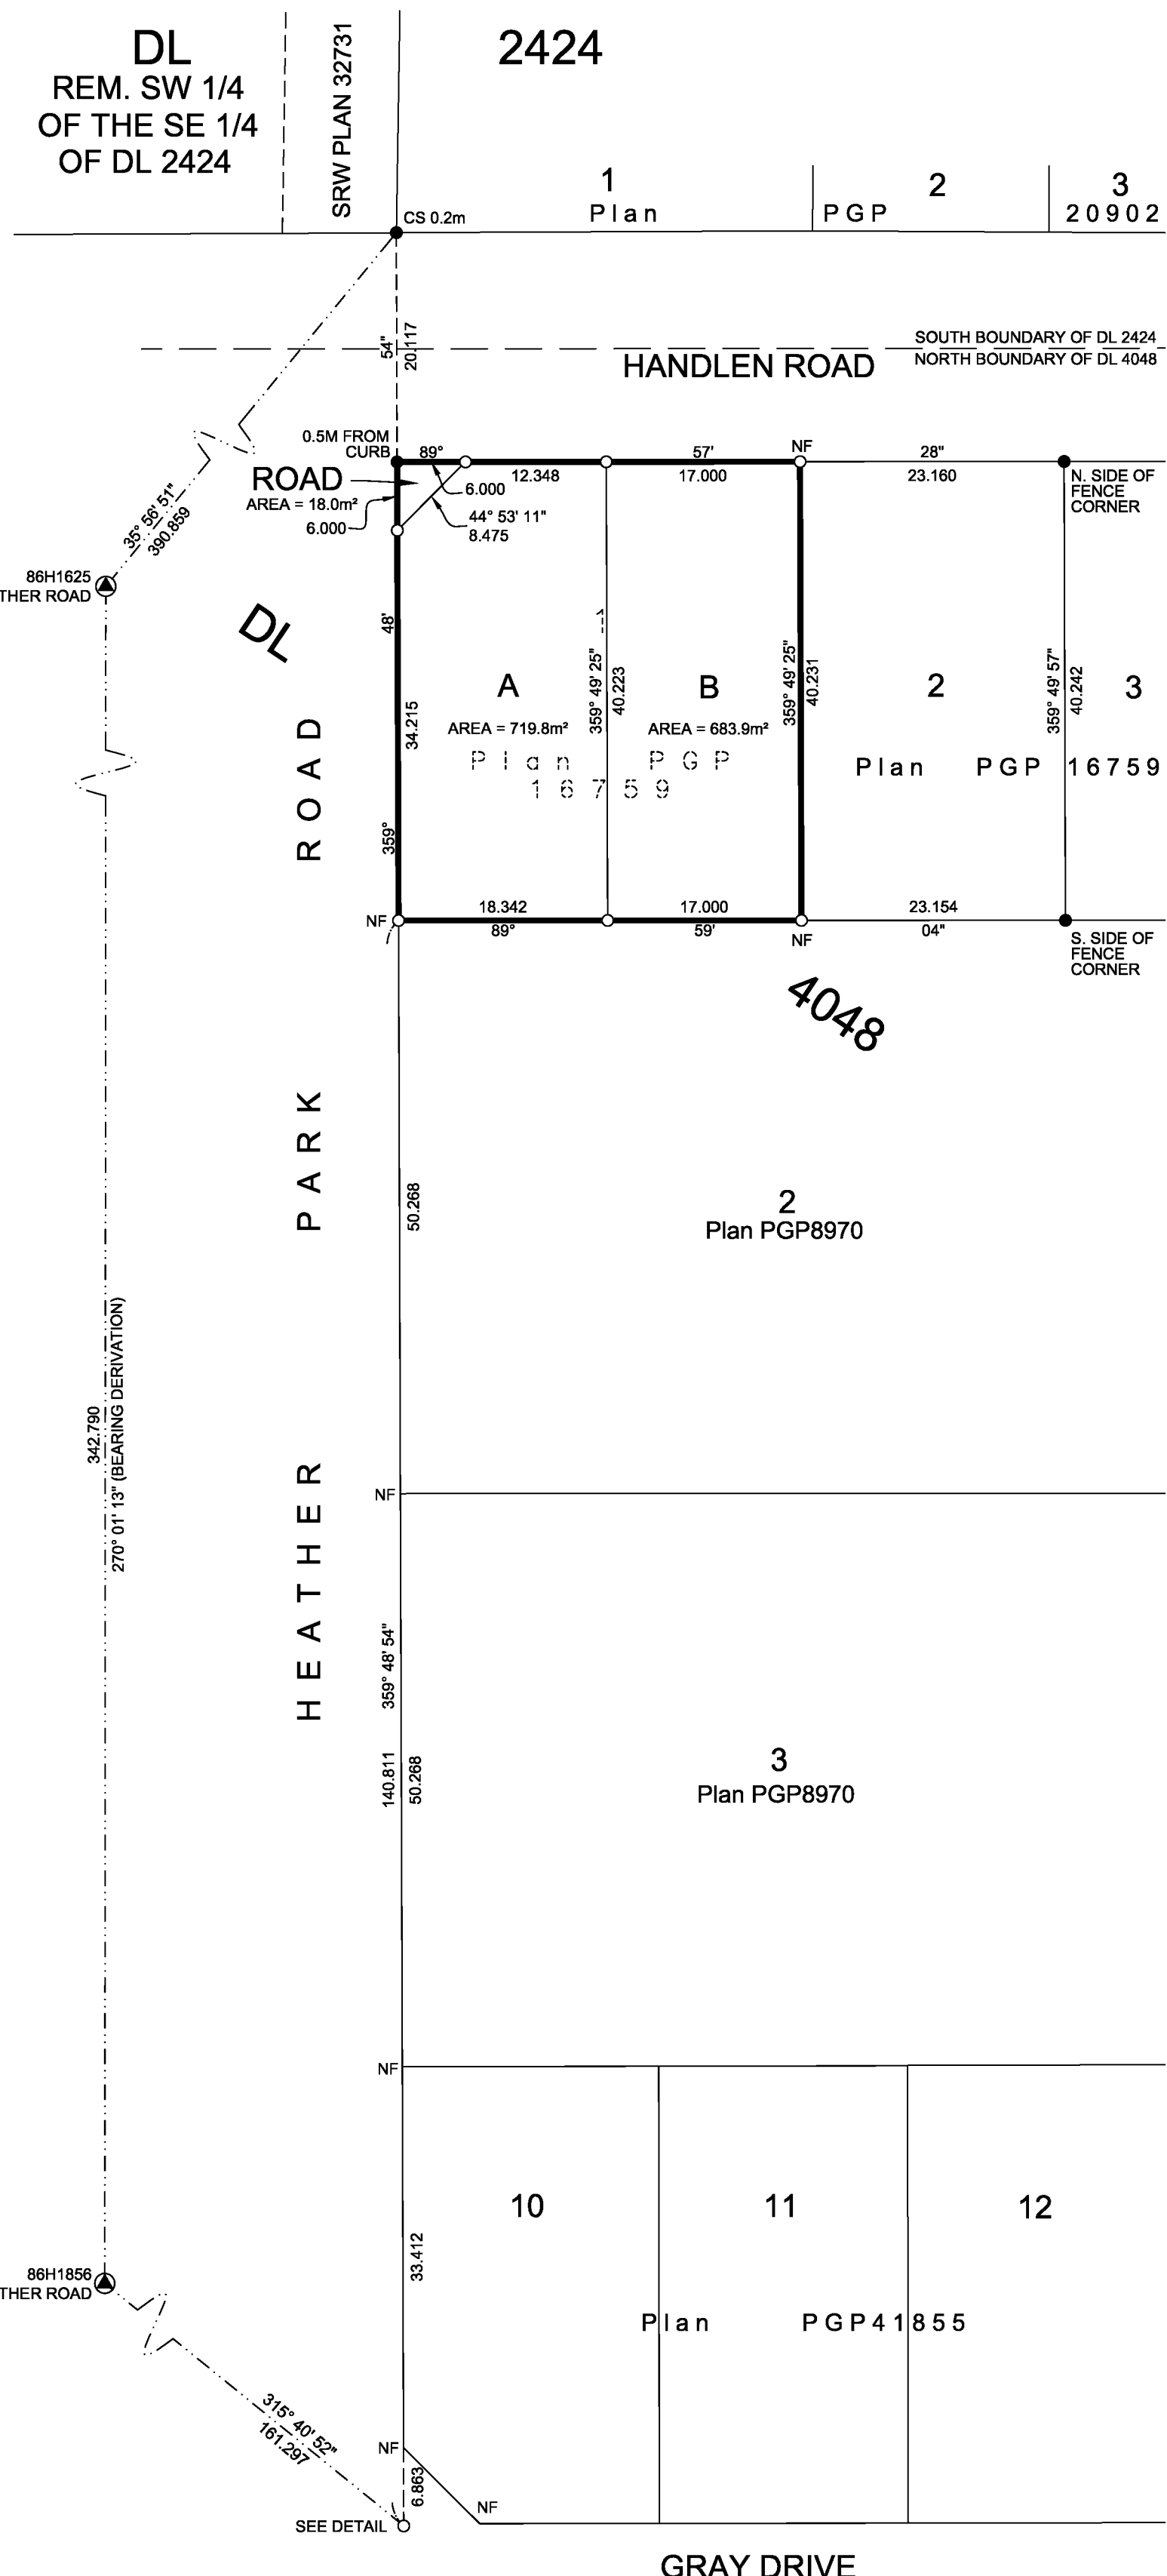 DL
REM. SW 1/4
OF THE SE 1/4
OF DL 2424
SRW PLAN 32731
2424
1
2
3
Plan PGP 20902
CS 0.2m
54"
20.117
SOUTH BOUNDARY OF DL 2424
NORTH BOUNDARY OF DL 4048
HANDLEN ROAD
0.5M FROM
CURB
89°
57'
NF
28"
12.348
17.000
23.160
ROAD
AREA = 18.0m²
6.000
6.000
44° 53' 11"
8.475
N. SIDE OF
FENCE
CORNER
35° 56' 51"
390.859
86H1625
THER ROAD
DL
48'
1
359° 49' 25"
40.223
359° 49' 25"
40.231
359° 49' 57"
40.242
A
B
2
3
AREA = 719.8m²
AREA = 683.9m²
34.215
Plan PGP
16759
Plan PGP 16759
359°
18.342
17.000
23.154
NF
89°
59'
NF
04"
S. SIDE OF
FENCE
CORNER
4048
HEATHER PARK ROAD
50.268
2
Plan PGP8970
342.790
270° 01' 13" (BEARING DERIVATION)
NF
359° 48' 54"
140.811
50.268
3
Plan PGP8970
NF
10
11
12
33.412
86H1856
THER ROAD
Plan PGP41855
315° 40' 52"
161.297
NF
6.863
NF
SEE DETAIL
GRAY DRIVE